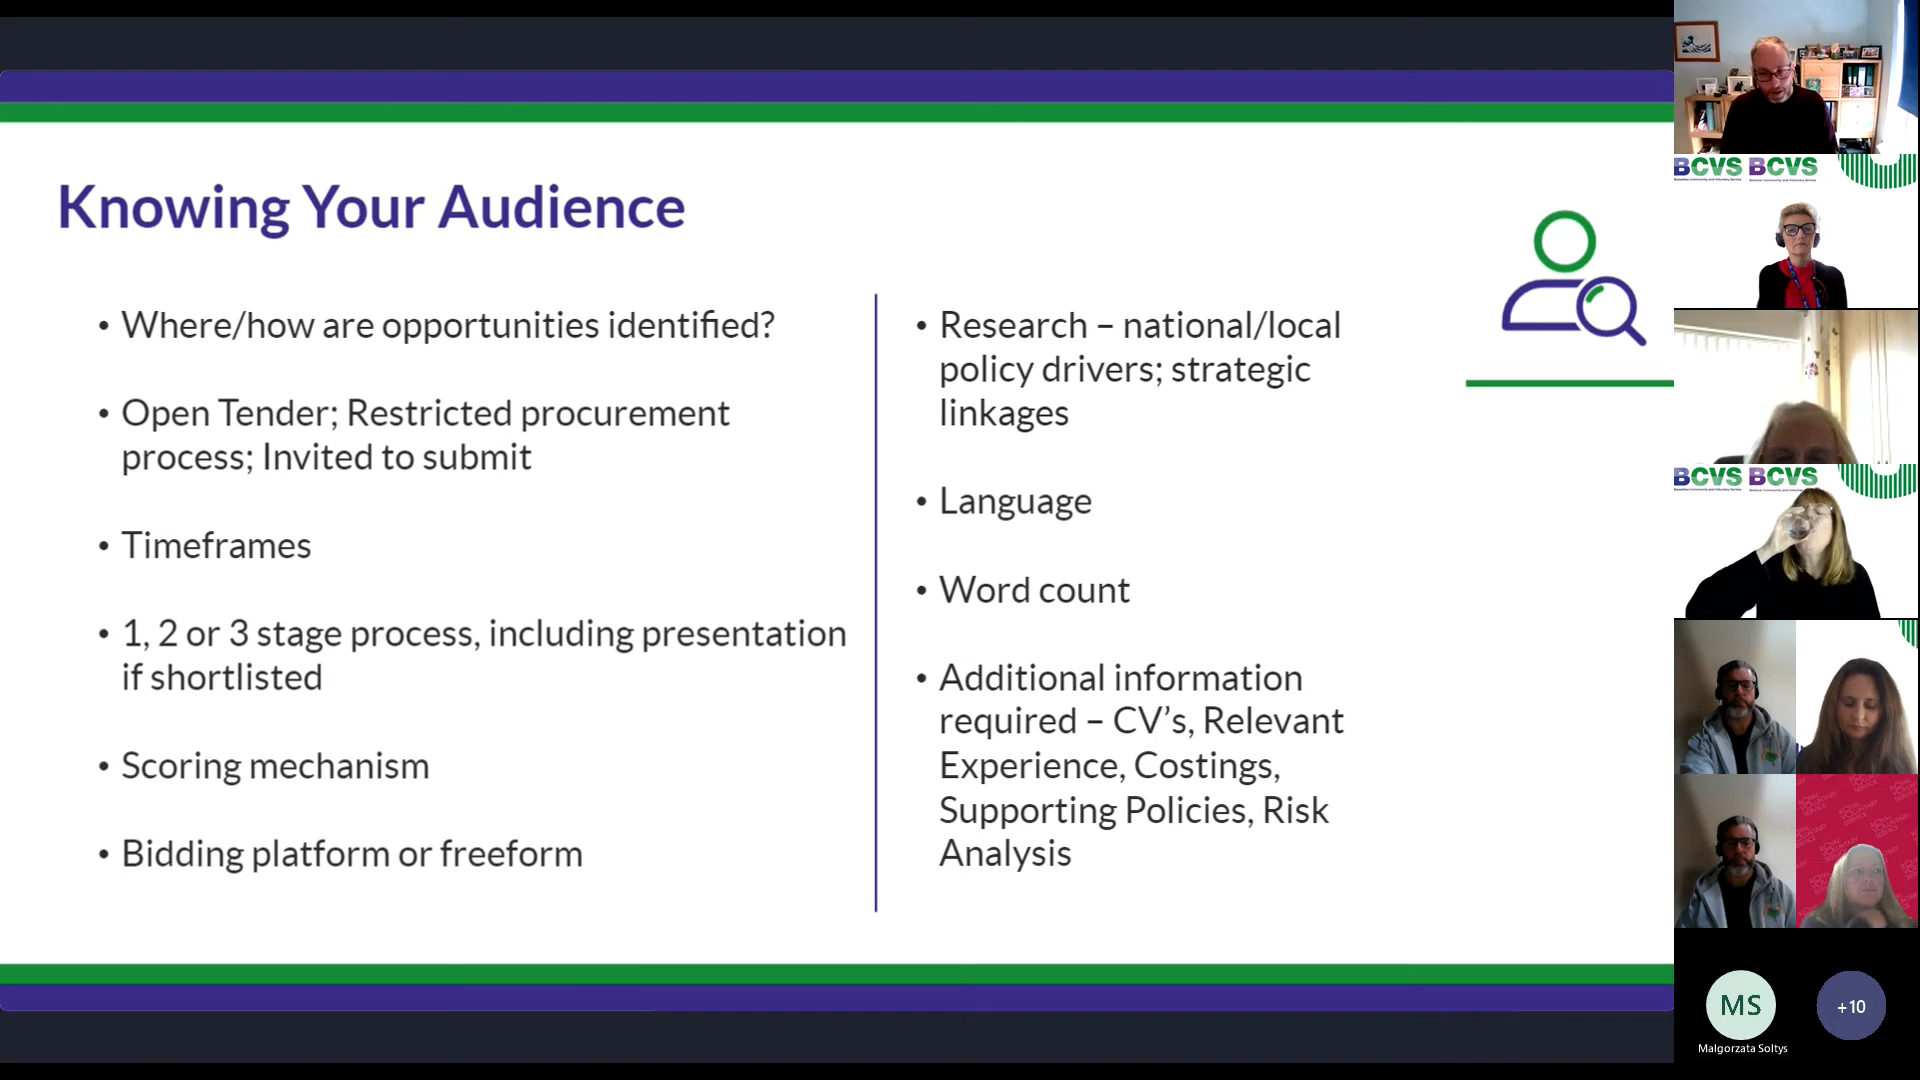 Knowing Your Audience
• Where/how are opportunities identified?
• Open Tender; Restricted procurement
process; Invited to submit
• Timeframes
• 1, 2 or 3 stage process, including presentation
if shortlisted
• Scoring mechanism
• Bidding platform or freeform
• Research – national/local
policy drivers; strategic
linkages
• Language
• Word count
• Additional information
required – CV’s, Relevant
Experience, Costings,
Supporting Policies, Risk
Analysis
BCVS BCVS
BCVS BCVS
ROYAL VOLUNTARY SERVICE
MS
+10
Malgorzata Soltys